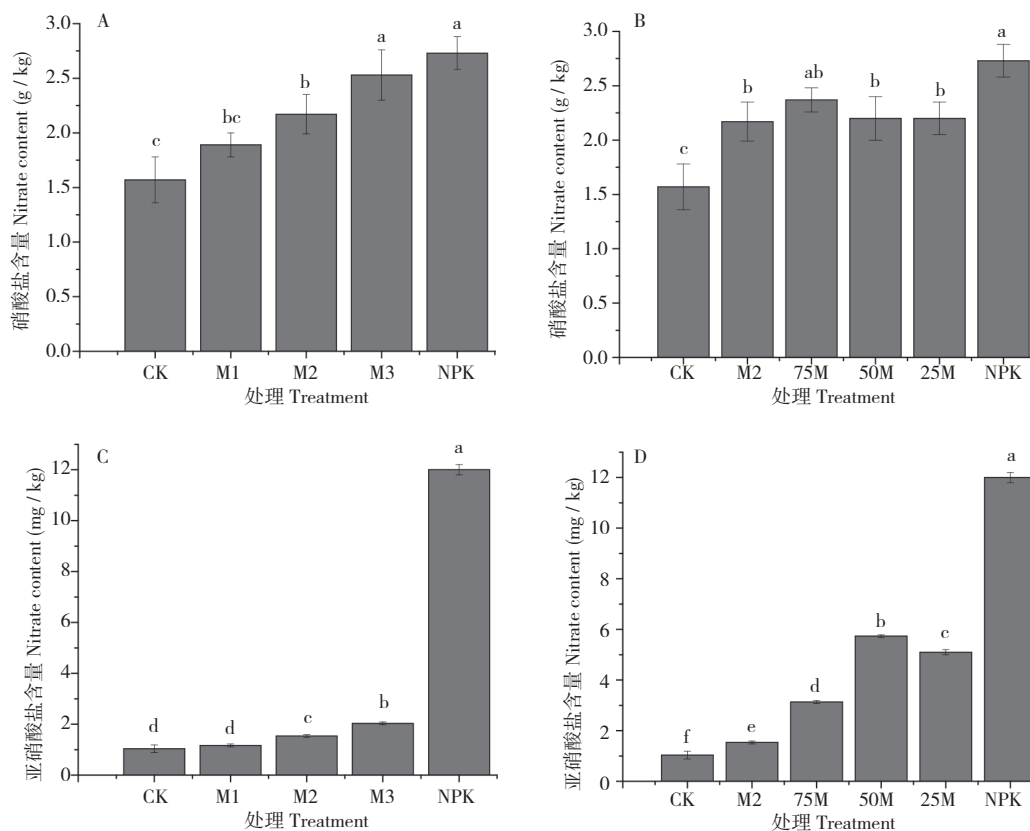 A
硝酸盐含量 Nitrate content (g / kg)
3.0
2.5
2.0
1.5
1.0
0.5
0.0
c
bc
b
a
a
CK
M1
M2
M3
NPK
处理 Treatment
B
硝酸盐含量 Nitrate content (g / kg)
3.0
2.5
2.0
1.5
1.0
0.5
0.0
c
b
ab
b
b
a
CK
M2
75M
50M
25M
NPK
处理 Treatment
C
亚硝酸盐含量 Nitrate content (mg / kg)
12
10
8
6
4
2
0
d
d
c
b
a
CK
M1
M2
M3
NPK
处理 Treatment
D
亚硝酸盐含量 Nitrate content (mg / kg)
12
10
8
6
4
2
0
f
e
d
b
c
a
CK
M2
75M
50M
25M
NPK
处理 Treatment